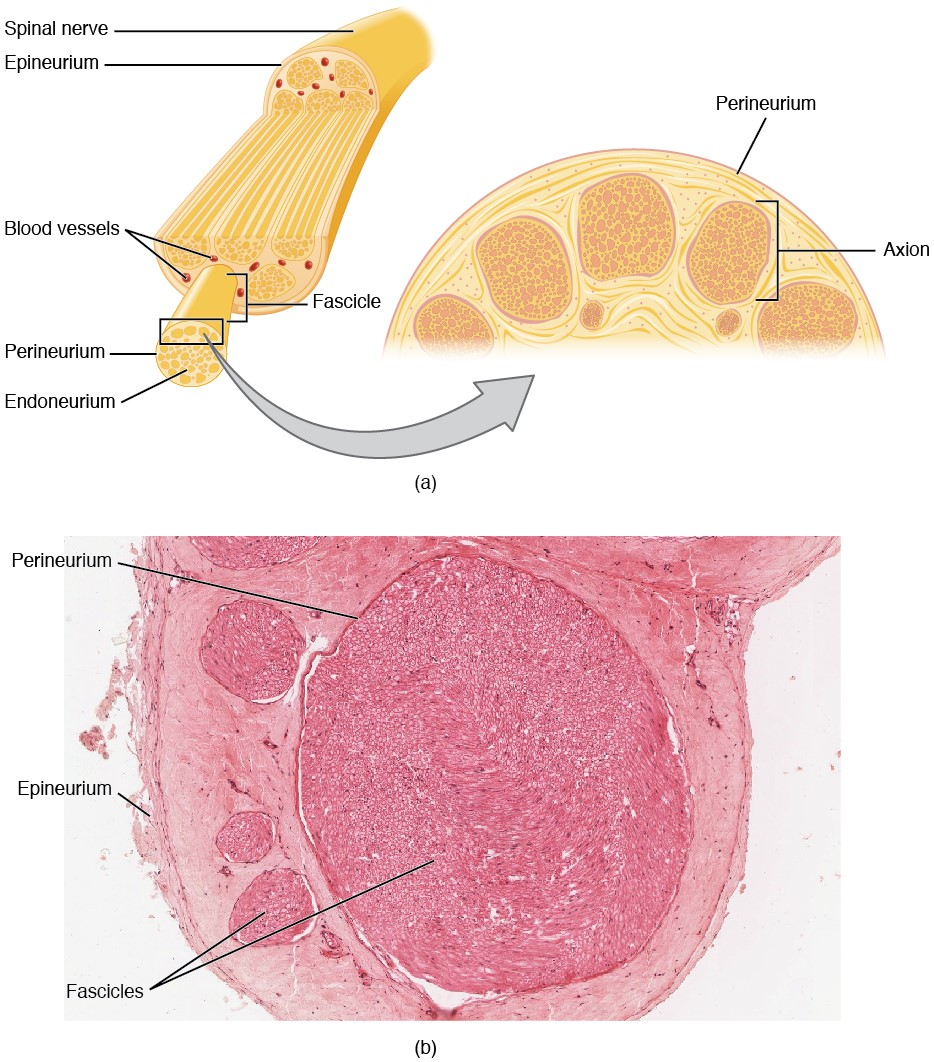 Spinal nerve
Epineurium
Perineurium
Blood vessels
Axion
Fascicle
Perineurium
Endoneurium
(a)
Perineurium
Epineurium
Fascicles
(b)